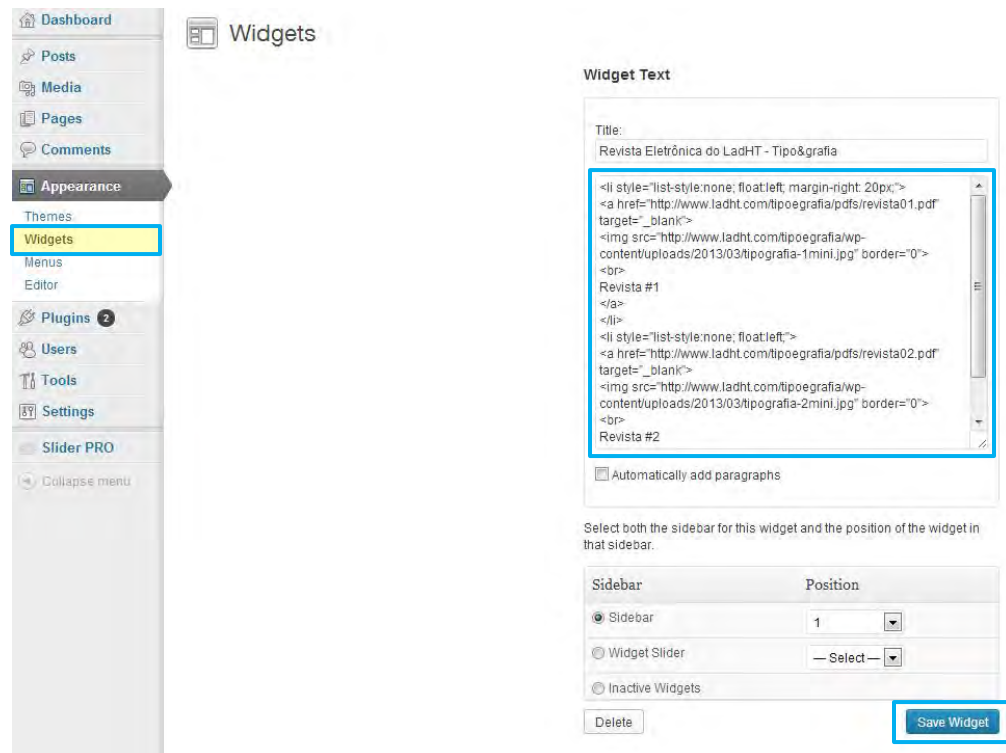 Dashboard
Posts
Media
Pages
Comments
Appearance
Themes
Widgets
Menus
Editor
Plugins 2
Users
Tools
Settings
Slider PRO
Collapse menu
Widgets
Widget Text
Title:
Revista Eletrônica do LadHT - Tipo&grafia
<li style="list-style:none; float:left; margin-right: 20px;">
<a href="http://www.ladht.com/tipoegrafia/pdfs/revista01.pdf"
target="_blank">
<img src="http://www.ladht.com/tipoegrafia/wp-
content/uploads/2013/03/tipografia-1mini.jpg" border="0">
<br>
Revista #1
</a>
</li>
<li style="list-style:none; float:left;">
<a href="http://www.ladht.com/tipoegrafia/pdfs/revista02.pdf"
target="_blank">
<img src="http://www.ladht.com/tipoegrafia/wp-
content/uploads/2013/03/tipografia-2mini.jpg" border="0">
<br>
Revista #2
Automatically add paragraphs
Select both the sidebar for this widget and the position of the widget in
that sidebar.
Sidebar Position
Sidebar 1
Widget Slider — Select —
Inactive Widgets
Delete Save Widget